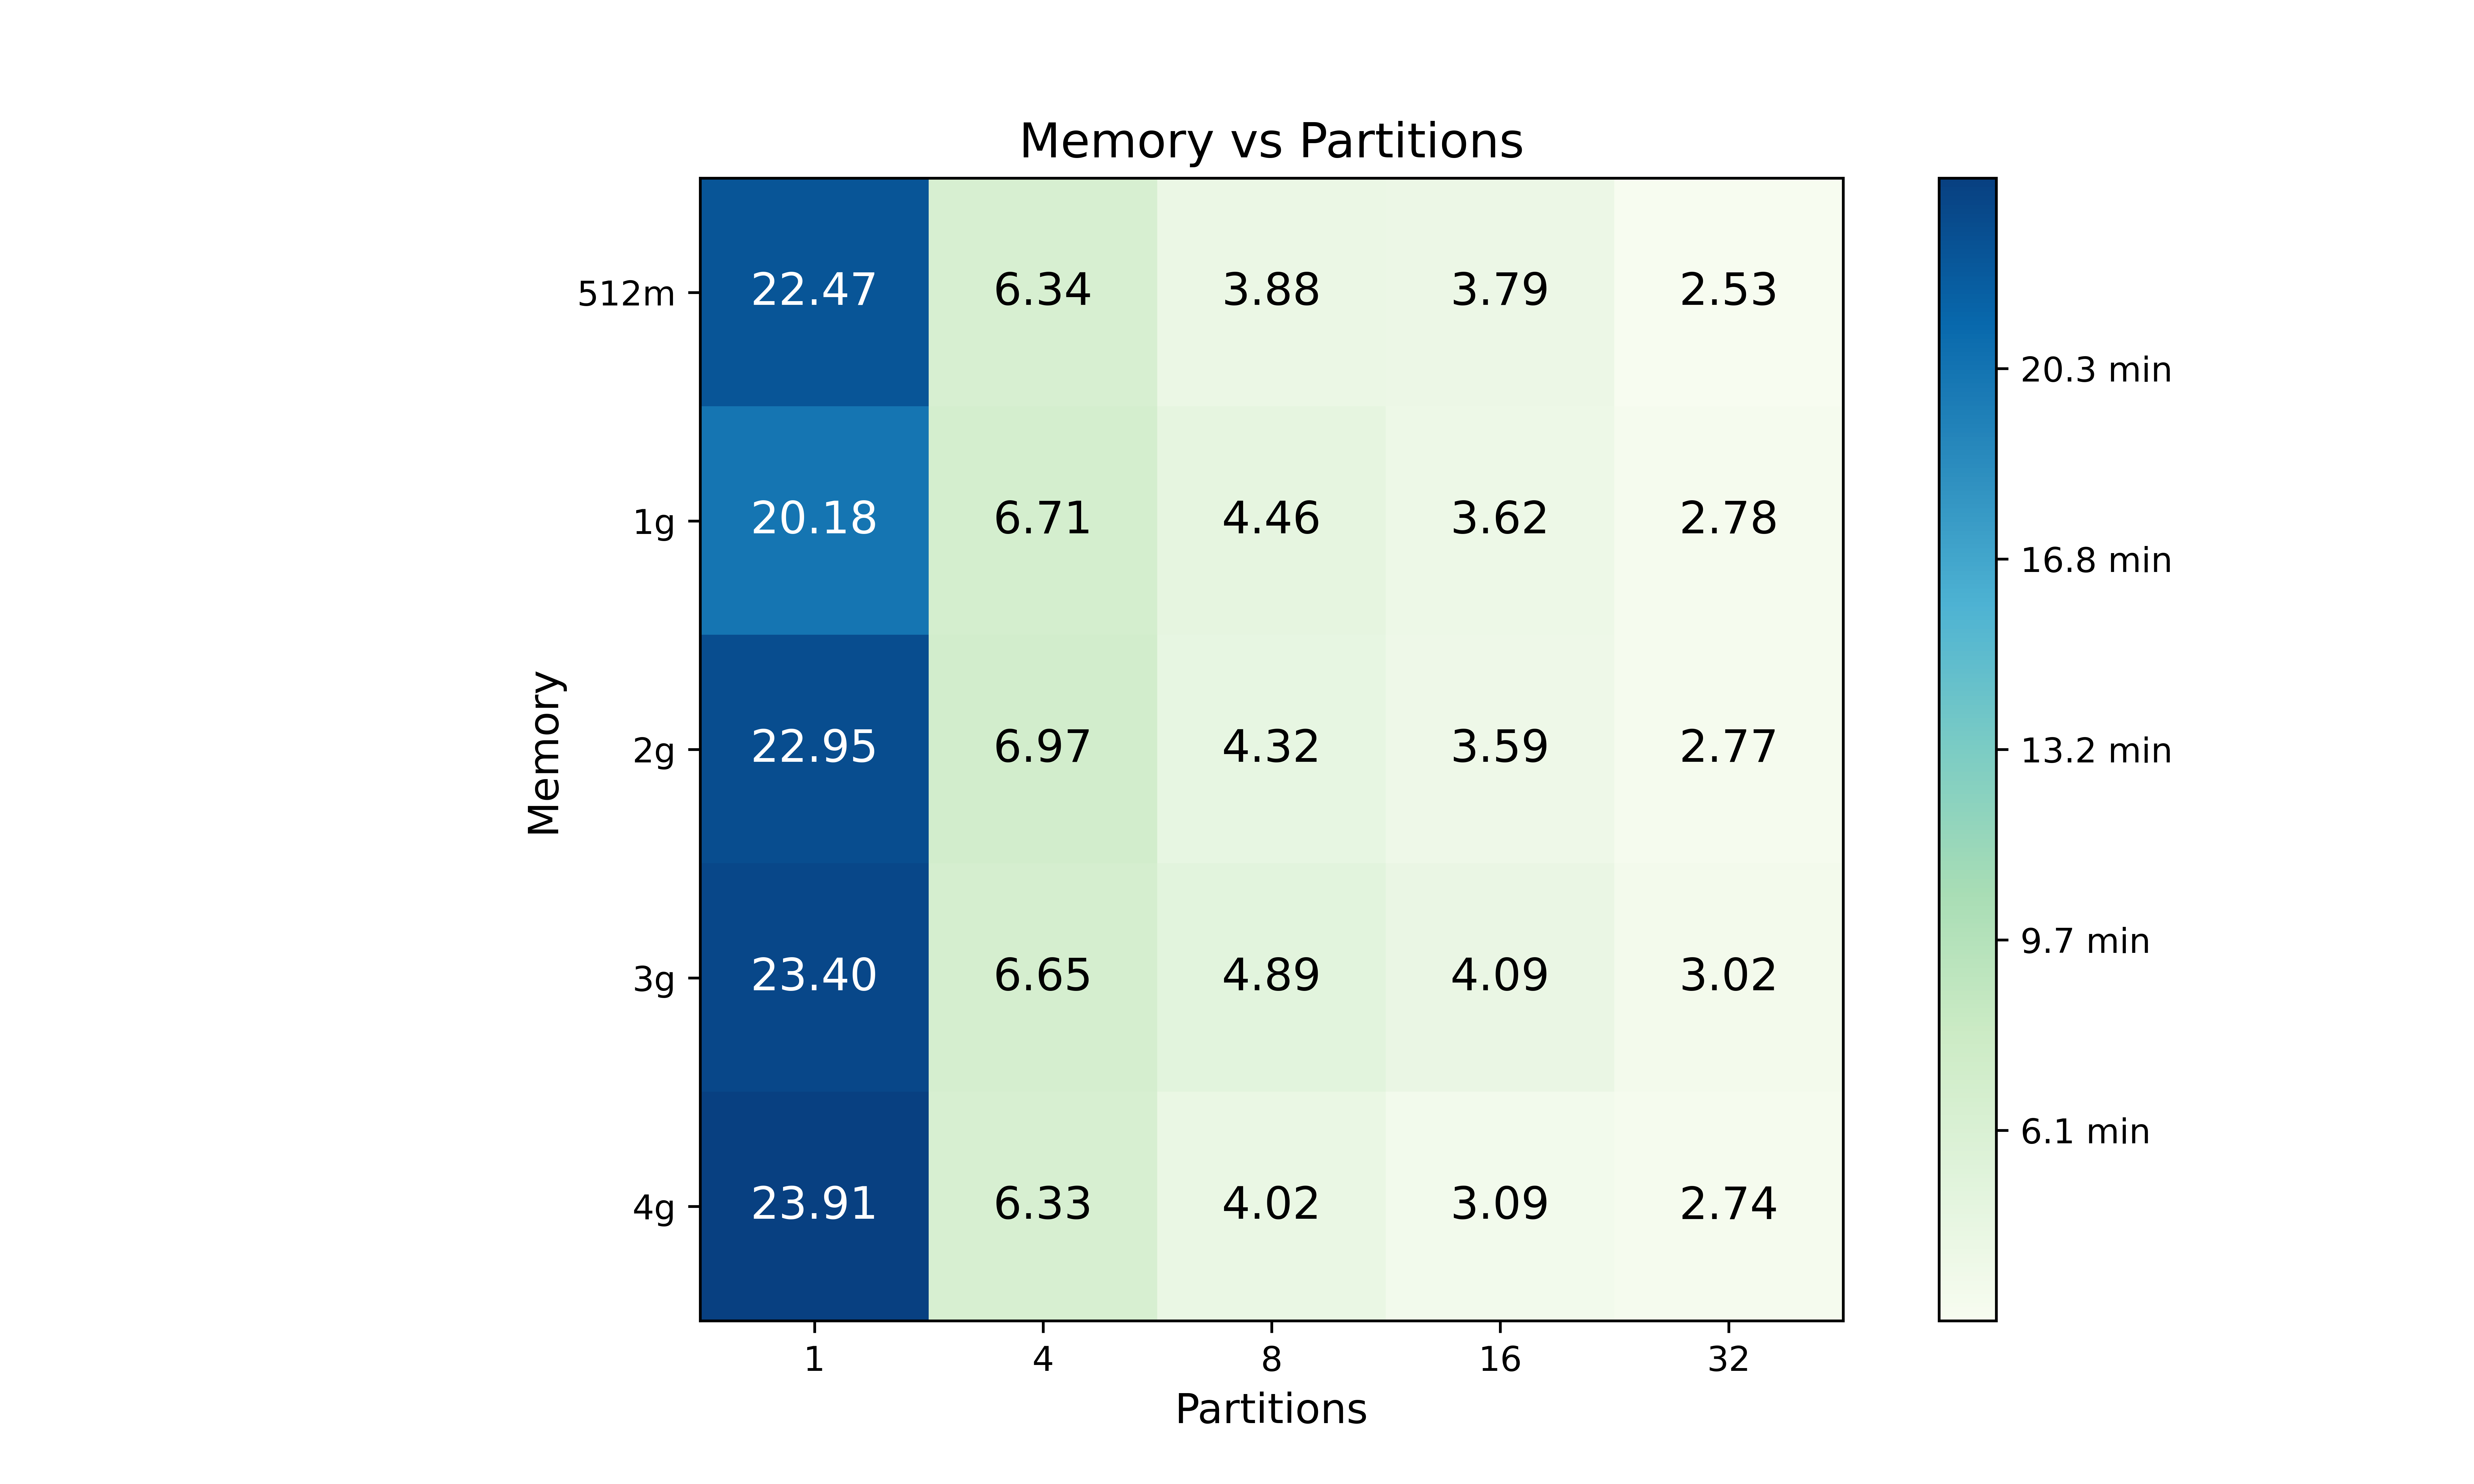 Memory vs Partitions
Memory
512m 22.47 6.34 3.88 3.79 2.53
1g 20.18 6.71 4.46 3.62 2.78
2g 22.95 6.97 4.32 3.59 2.77
3g 23.40 6.65 4.89 4.09 3.02
4g 23.91 6.33 4.02 3.09 2.74
1 4 8 16 32
Partitions
20.3 min
16.8 min
13.2 min
9.7 min
6.1 min